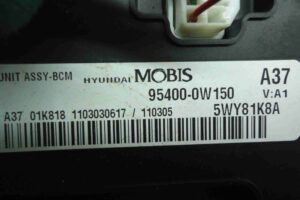 UNIT ASSY-BCM HYUNDAI MOBIS A37
95400-0W150 V:A1
A37 01K818 1103030617 / 110305 5WY81K8A